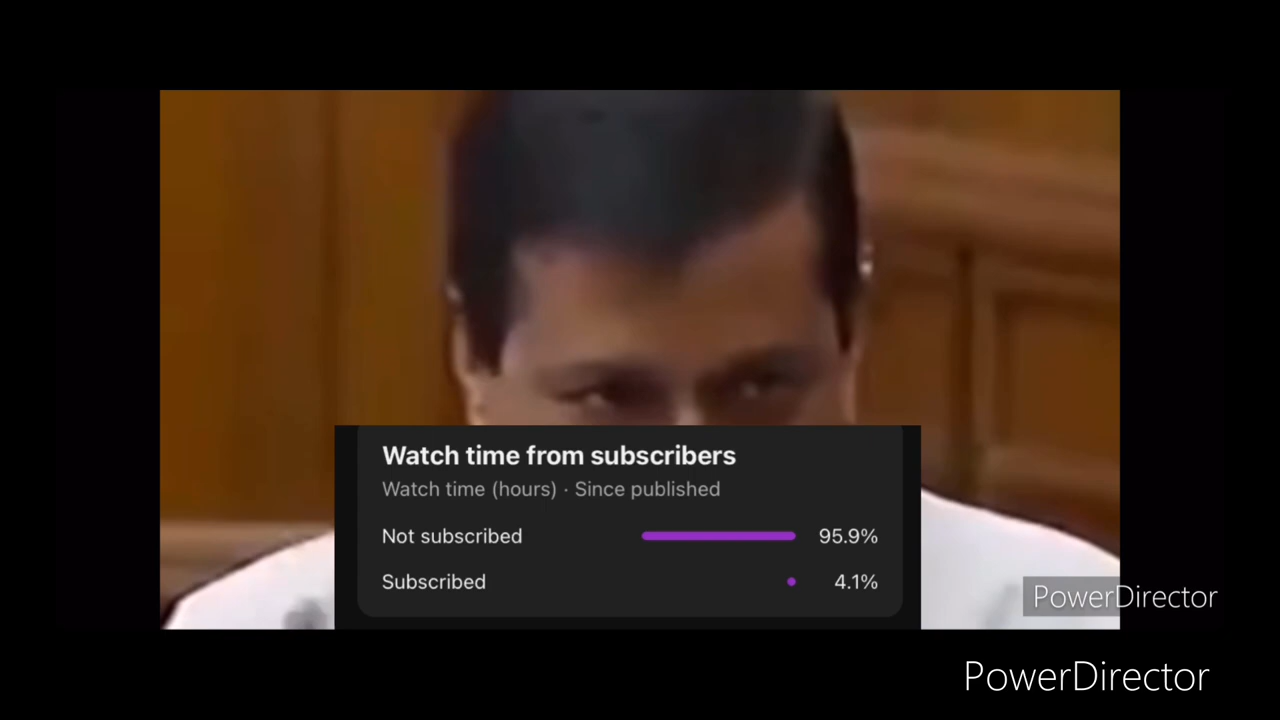 Watch time from subscribers
Watch time (hours) · Since published
Not subscribed 95.9%
Subscribed 4.1%
PowerDirector
PowerDirector